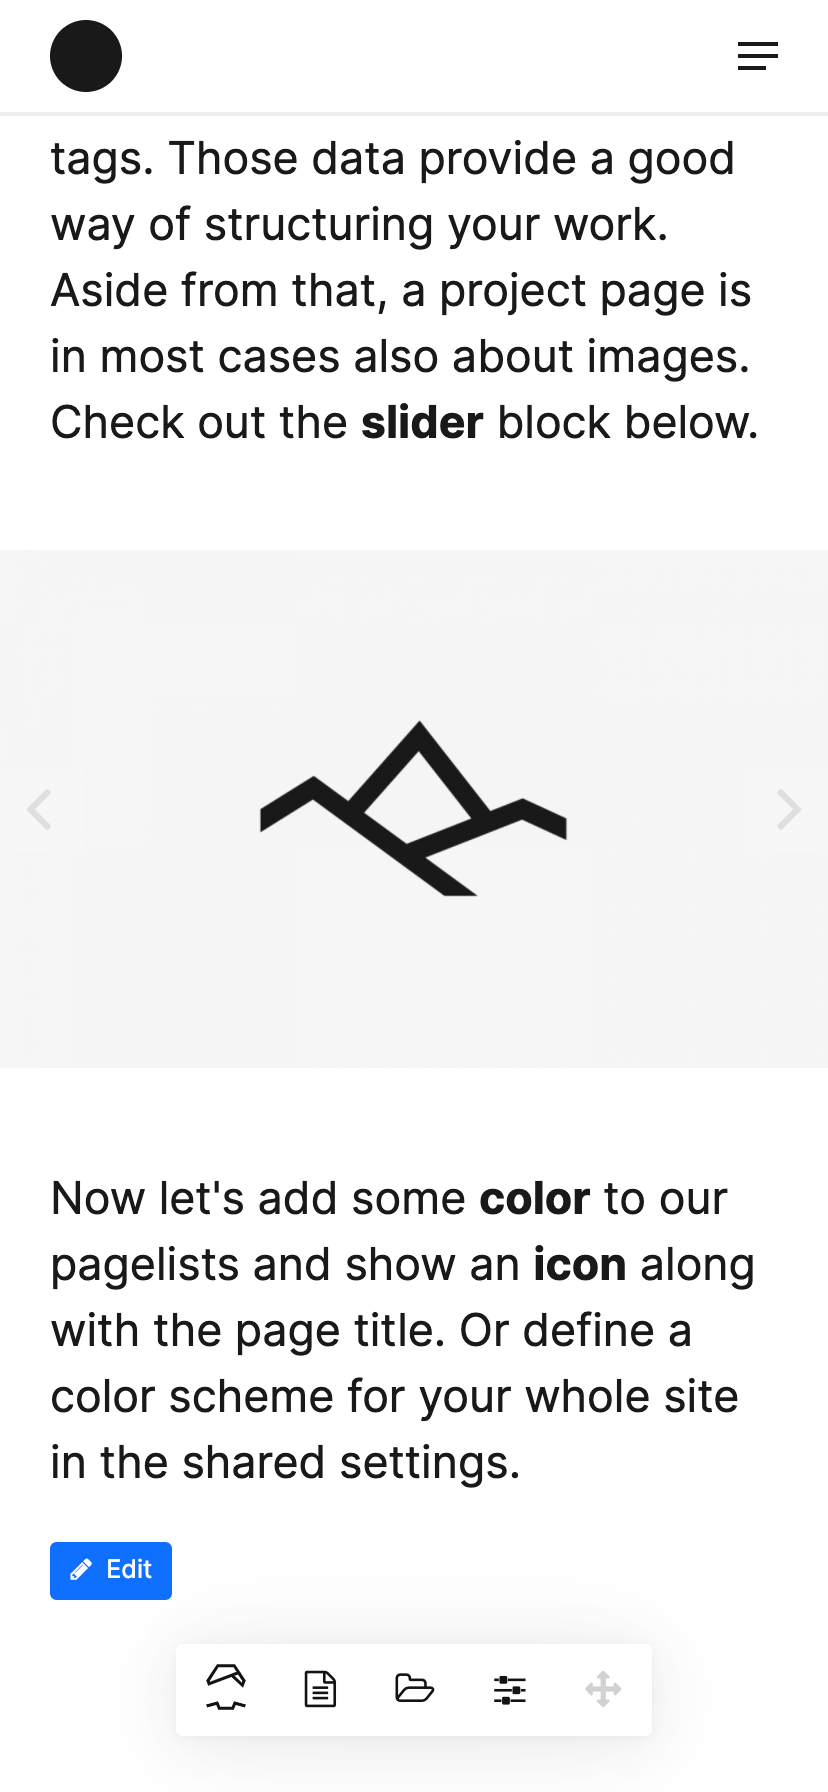 tags. Those data provide a good
way of structuring your work.
Aside from that, a project page is
in most cases also about images.
Check out the slider block below.
Now let's add some color to our
pagelists and show an icon along
with the page title. Or define a
color scheme for your whole site
in the shared settings.
Edit